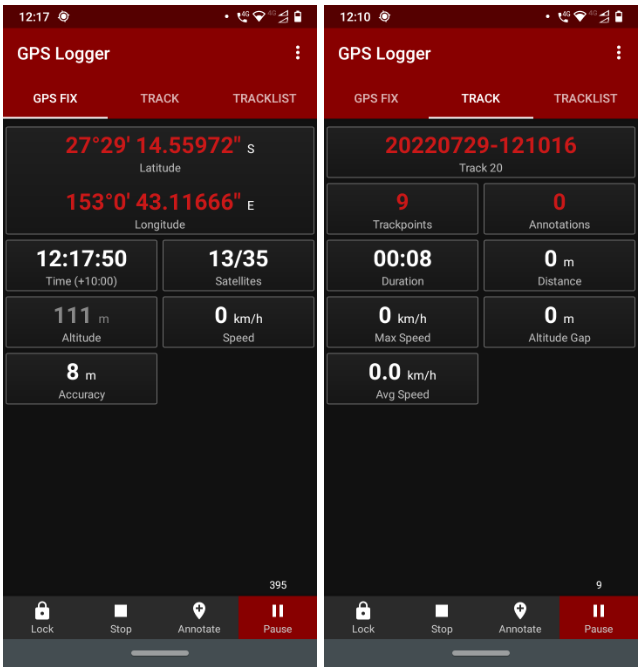 12:17 4G 4G
GPS Logger
GPS FIX TRACK TRACKLIST
27°29' 14.55972" S
Latitude
153°0' 43.11666" E
Longitude
12:17:50 13/35
Time (+10:00) Satellites
111 m 0 km/h
Altitude Speed
8 m
Accuracy
395
Lock Stop Annotate Pause
12:10 4G 4G
GPS Logger
GPS FIX TRACK TRACKLIST
20220729-121016
Track 20
9 0
Trackpoints Annotations
00:08 0 m
Duration Distance
0 km/h 0 m
Max Speed Altitude Gap
0.0 km/h
Avg Speed
9
Lock Stop Annotate Pause